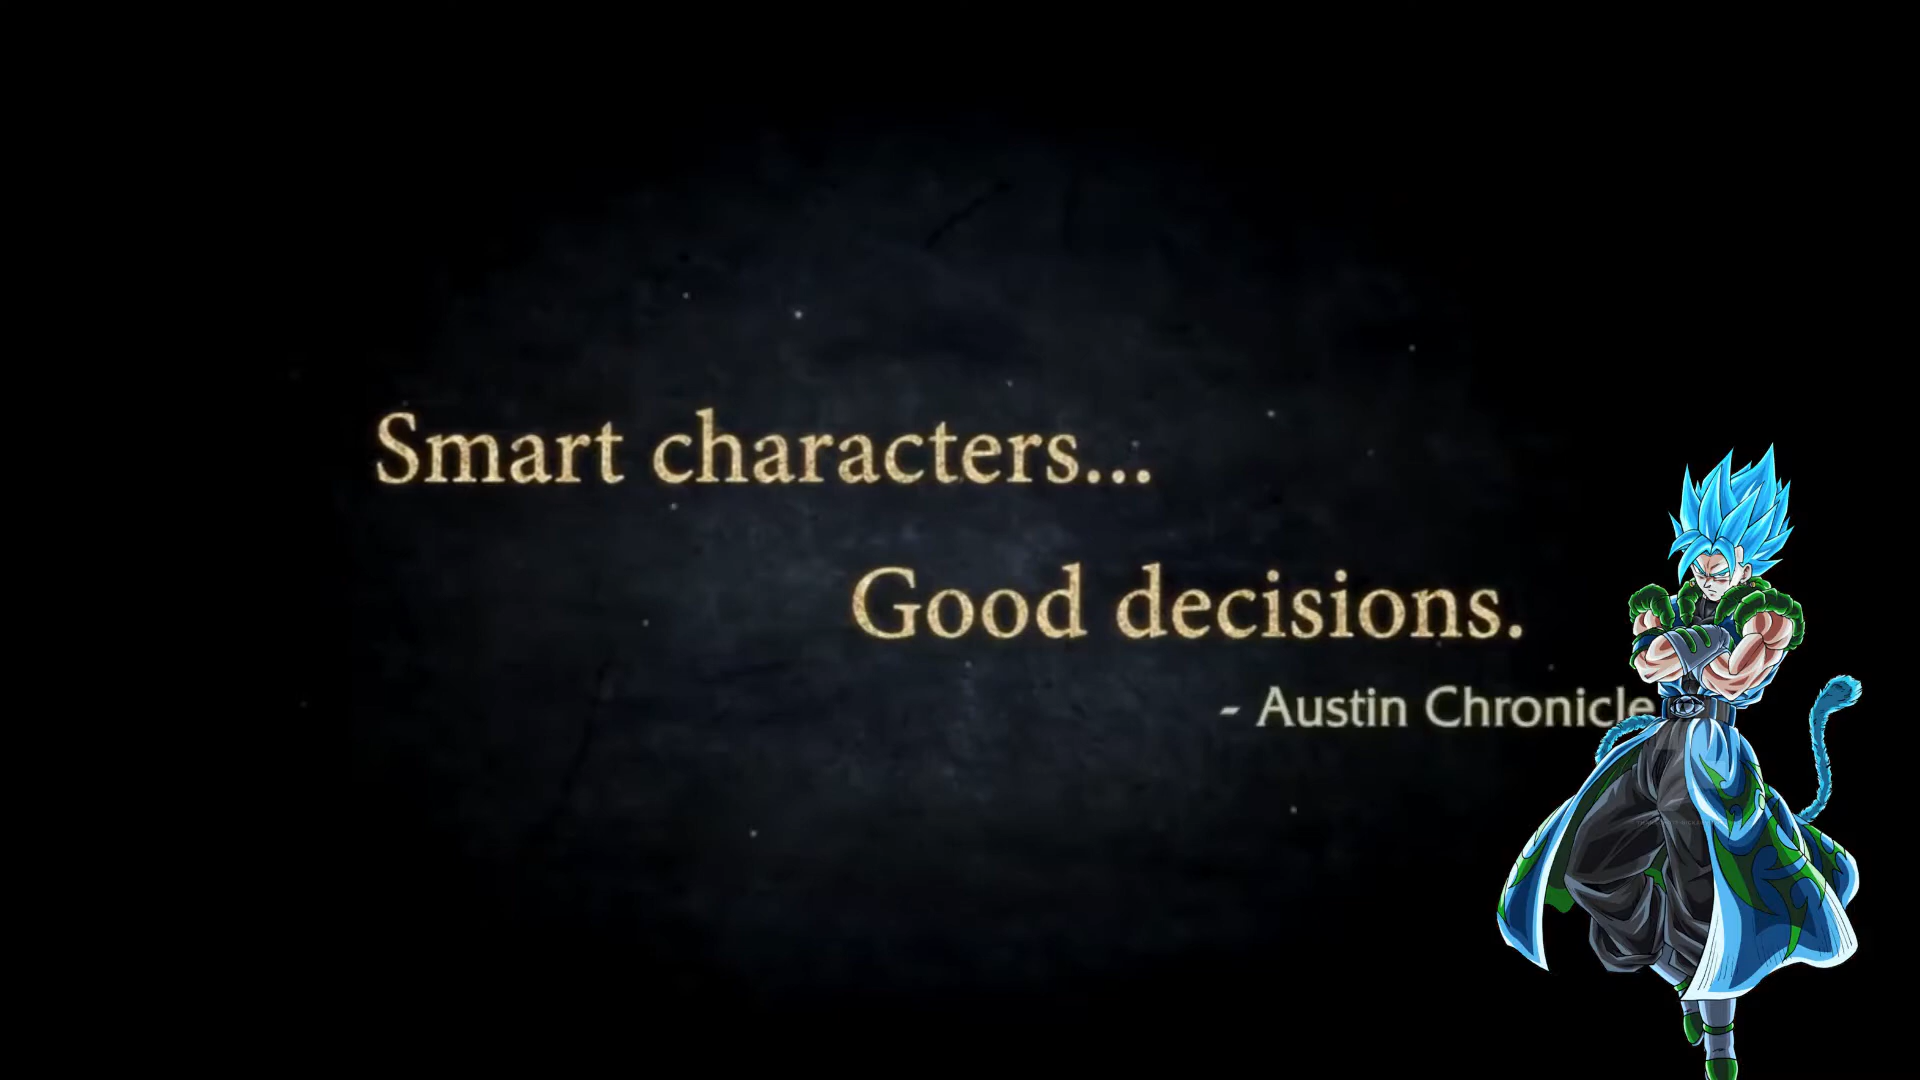 Smart characters...
Good decisions.
- Austin Chronicle